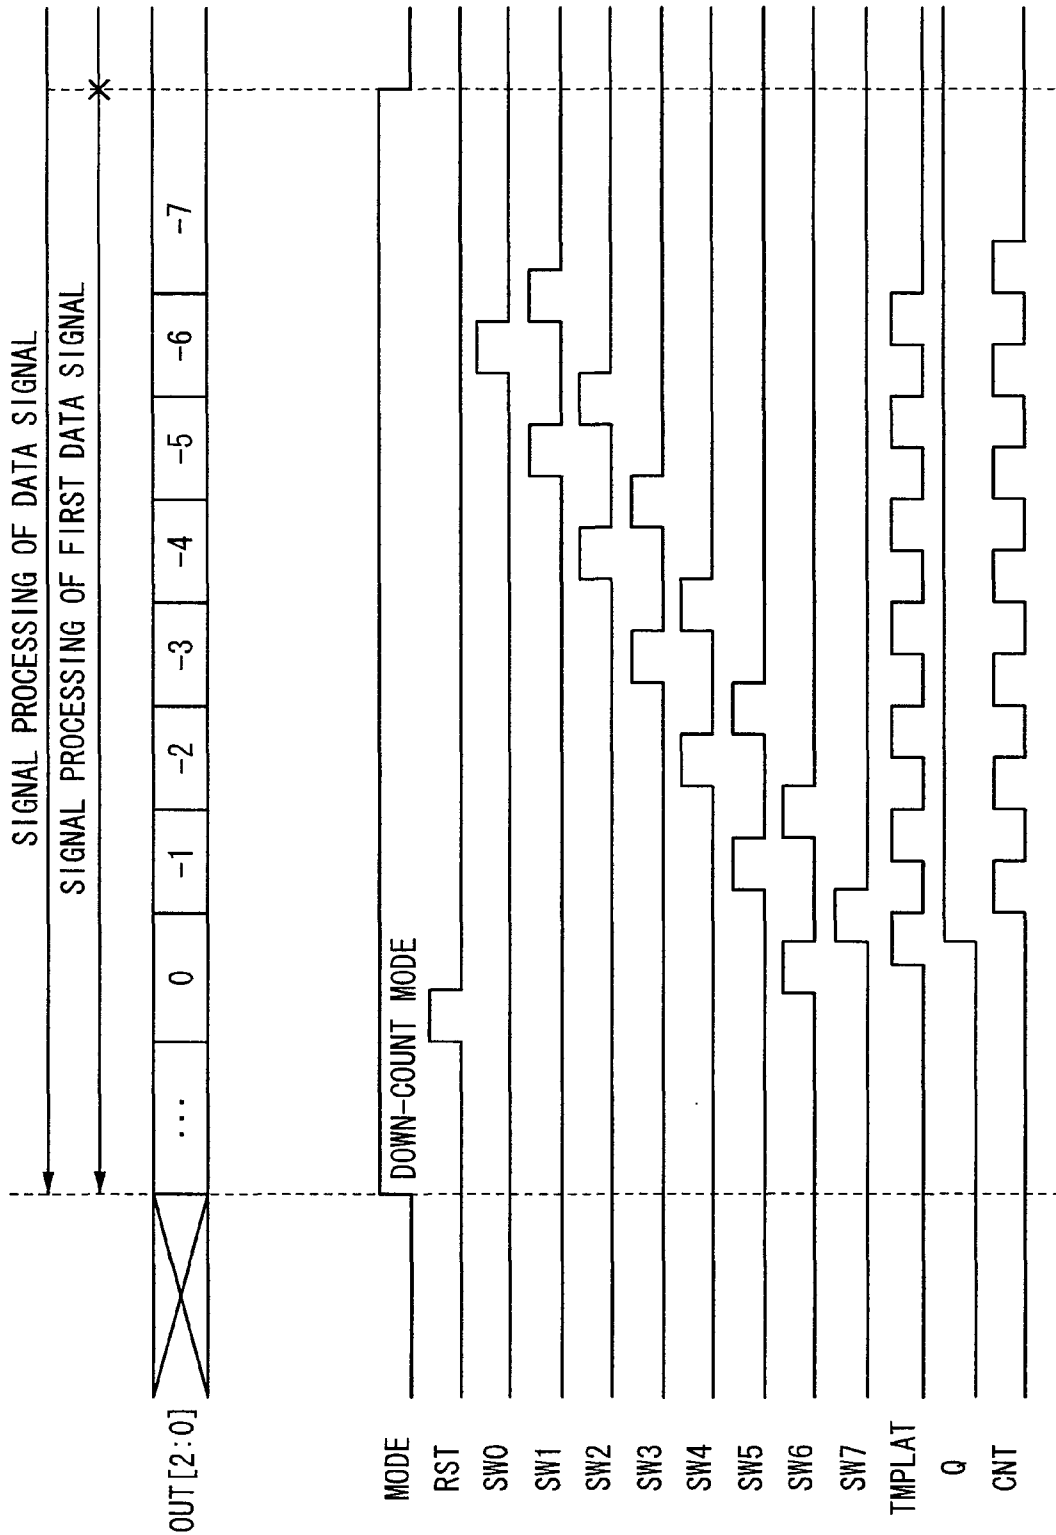 SIGNAL PROCESSING OF DATA SIGNAL
SIGNAL PROCESSING OF FIRST DATA SIGNAL
OUT[2:0]
... 0 -1 -2 -3 -4 -5 -6 -7
MODE
DOWN-COUNT MODE
RST
SW0
SW1
SW2
SW3
SW4
SW5
SW6
SW7
TMPLAT
Q
CNT